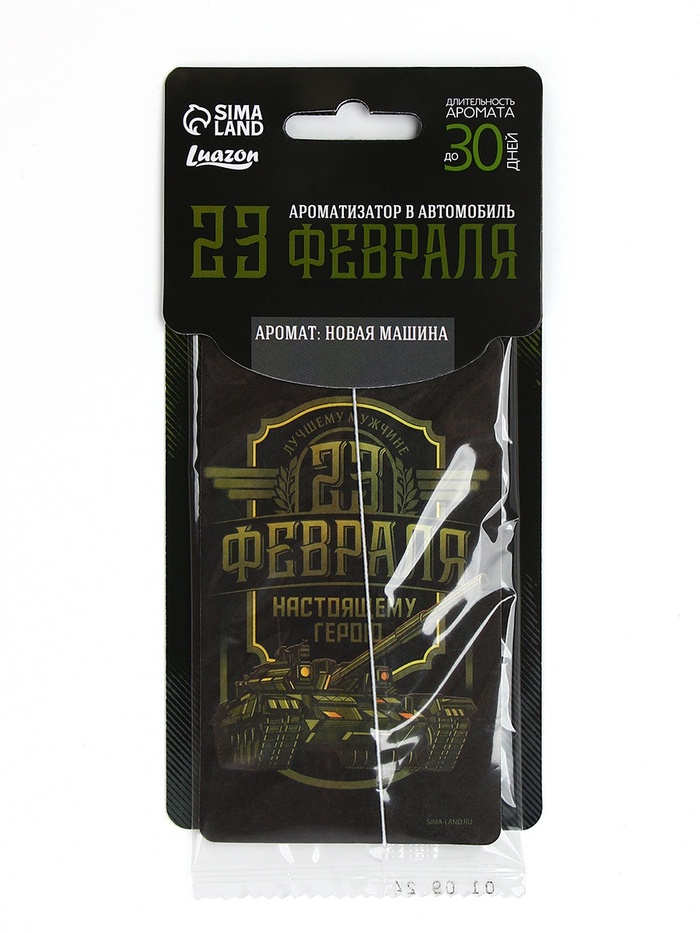 SIMA
LAND
Luazon
ДЛИТЕЛЬНОСТЬ
АРОМАТА
ДО 30 ДНЕЙ
АРОМАТИЗАТОР В АВТОМОБИЛЬ
23 ФЕВРАЛЯ
АРОМАТ: НОВАЯ МАШИНА
ЛУЧШЕМУ МУЖЧИНЕ
23
ФЕВРАЛЯ
НАСТОЯЩЕМУ
ГЕРОЮ
SIMA-LAND.RU
01 09 24